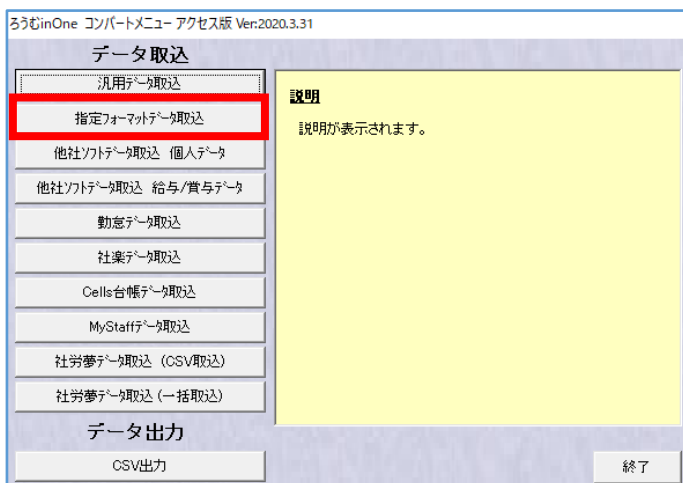 ろうむinOne コンバートメニュー アクセス版 Ver:2020.3.31
データ取込
汎用ﾃﾞｰﾀ取込
指定ﾌｫｰﾏｯﾄﾃﾞｰﾀ取込
他社ｿﾌﾄﾃﾞｰﾀ取込 個人ﾃﾞｰﾀ
他社ｿﾌﾄﾃﾞｰﾀ取込 給与/賞与ﾃﾞｰﾀ
勤怠ﾃﾞｰﾀ取込
社楽ﾃﾞｰﾀ取込
Cells台帳ﾃﾞｰﾀ取込
MyStaffﾃﾞｰﾀ取込
社労夢ﾃﾞｰﾀ取込 (CSV取込)
社労夢ﾃﾞｰﾀ取込 (一括取込)
データ出力
CSV出力
説明
説明が表示されます。
終了